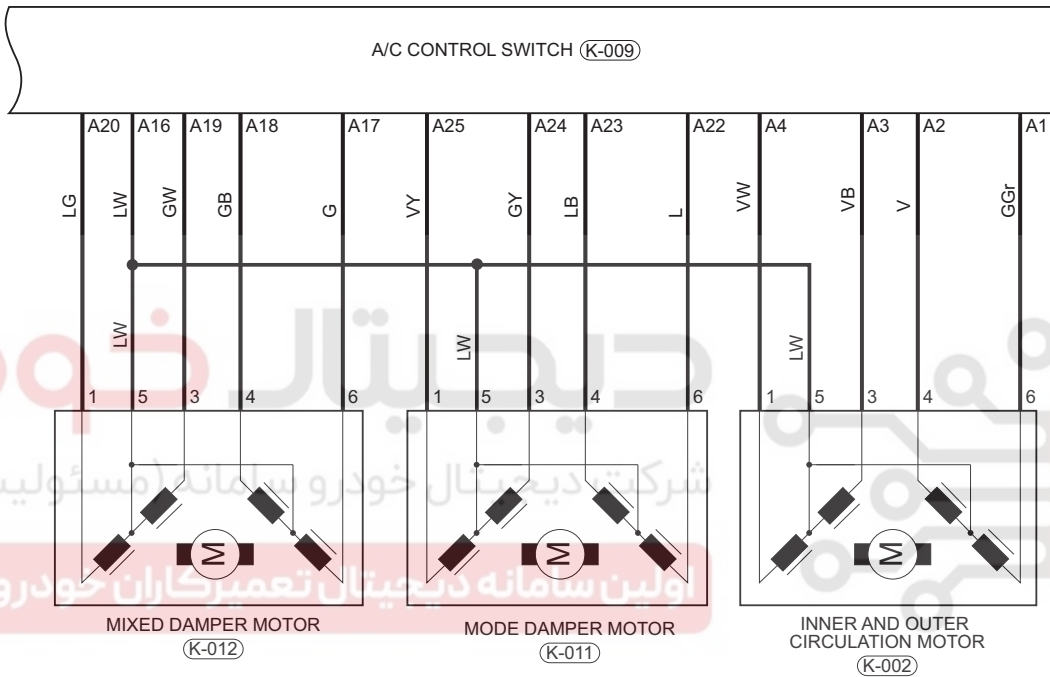 A/C CONTROL SWITCH K-009
A20 A16 A19 A18 A17 A25 A24 A23 A22 A4 A3 A2 A1
LG LW GW GB G VY GY LB L VW VB V GGr
LW LW LW
1 5 3 4 6 1 5 3 4 6 1 5 3 4 6
دیجیتال خودرو
شرکت دیجیتال خودرو سامانه (مسئولیت
اولین سامانه دیجیتال تعمیرکاران خودرو
M M M
MIXED DAMPER MOTOR
K-012
MODE DAMPER MOTOR
K-011
INNER AND OUTER
CIRCULATION MOTOR
K-002